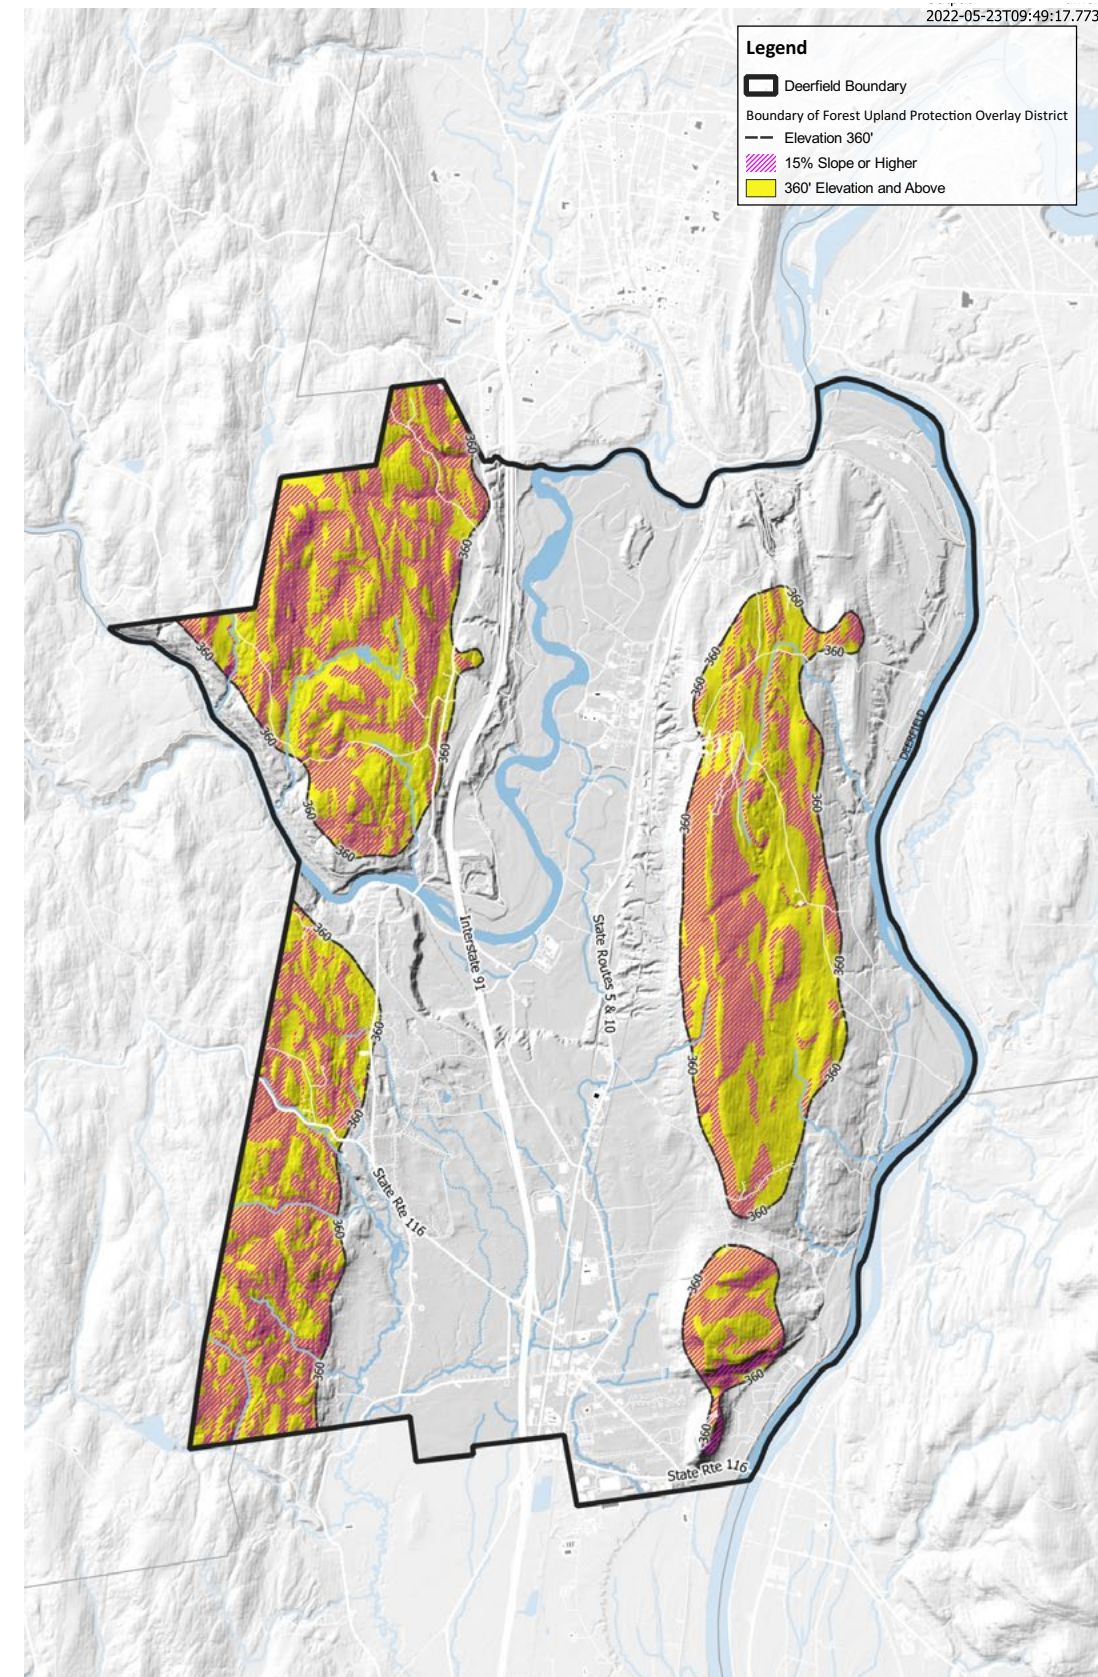 2022-05-23T09:49:17.773
Legend
Deerfield Boundary
Boundary of Forest Upland Protection Overlay District
Elevation 360'
15% Slope or Higher
360' Elevation and Above
360
360
360
360
360
360
360
360
360
360
DEERFIELD
360
360
360
360
360
360
Interstate 91
State Routes 5 & 10
360
360
360
360
360
State Rte 116
360
360
360
360
360
360
State Rte 116